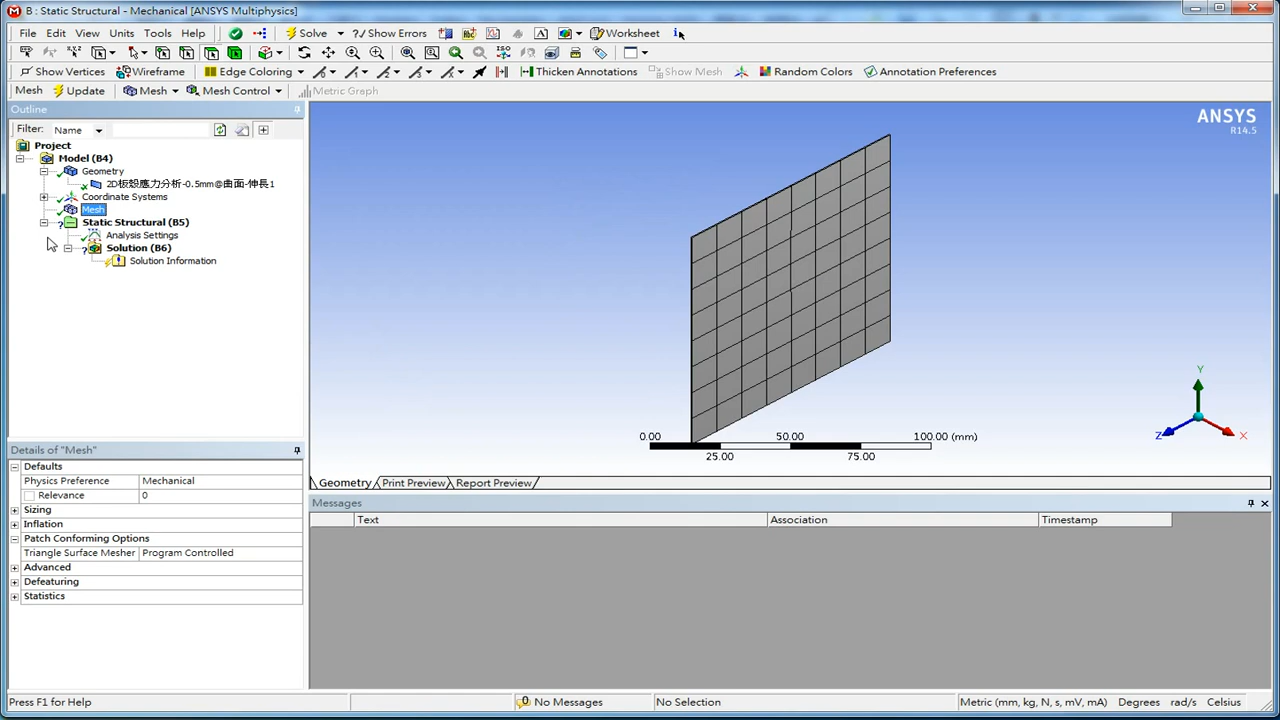 B : Static Structural - Mechanical [ANSYS Multiphysics]
File Edit View Units Tools Help Solve ?/ Show Errors Worksheet
Show Vertices Wireframe Edge Coloring Thicken Annotations Show Mesh Random Colors Annotation Preferences
Mesh Update Mesh Mesh Control Metric Graph
Outline
Filter: Name
Project
Model (B4)
Geometry
2D板殼應力分析-0.5mm@曲面-伸長1
Coordinate Systems
Mesh
Static Structural (B5)
Analysis Settings
Solution (B6)
Solution Information
ANSYS
R14.5
Y
Z
X
0.00 50.00 100.00 (mm)
25.00 75.00
Geometry Print Preview Report Preview
Details of "Mesh"
Defaults
Physics Preference Mechanical
Relevance 0
Sizing
Inflation
Patch Conforming Options
Triangle Surface Mesher Program Controlled
Advanced
Defeaturing
Statistics
Messages
Text Association Timestamp
Press F1 for Help 0 No Messages No Selection Metric (mm, kg, N, s, mV, mA) Degrees rad/s Celsius